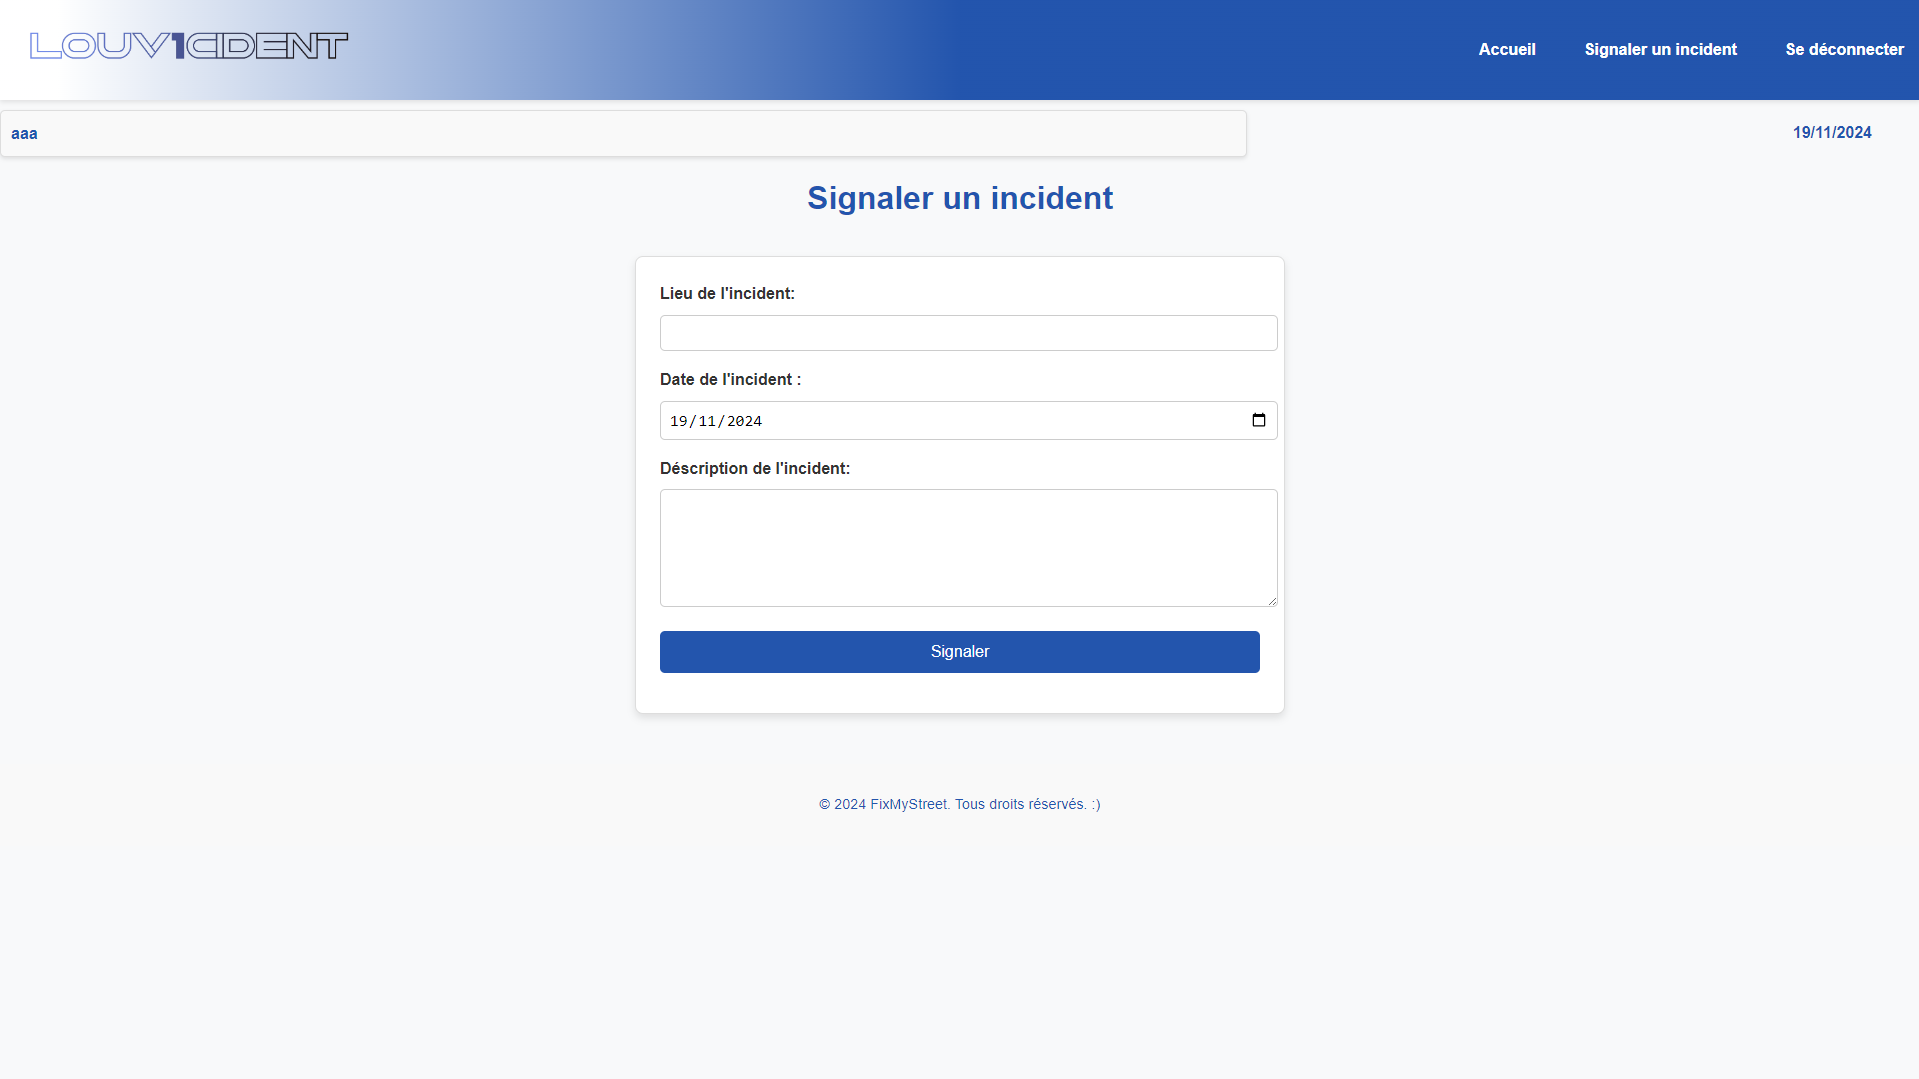 LOUV1CIDENT
Accueil Signaler un incident Se déconnecter
aaa
19/11/2024
Signaler un incident
Lieu de l'incident:
Date de l'incident :
19/11/2024
Déscription de l'incident:
Signaler
© 2024 FixMyStreet. Tous droits réservés. :)